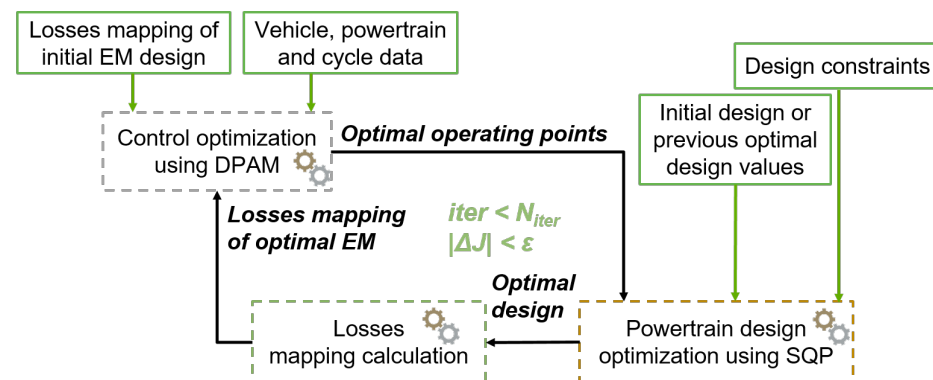 Losses mapping of
initial EM design
Vehicle, powertrain
and cycle data
Design constraints
Initial design or
previous optimal
design values
Control optimization
using DPAM
Optimal operating points
Losses mapping
of optimal EM
iter < Niter
|ΔJ| < ε
Optimal
design
Losses
mapping calculation
Powertrain design
optimization using SQP